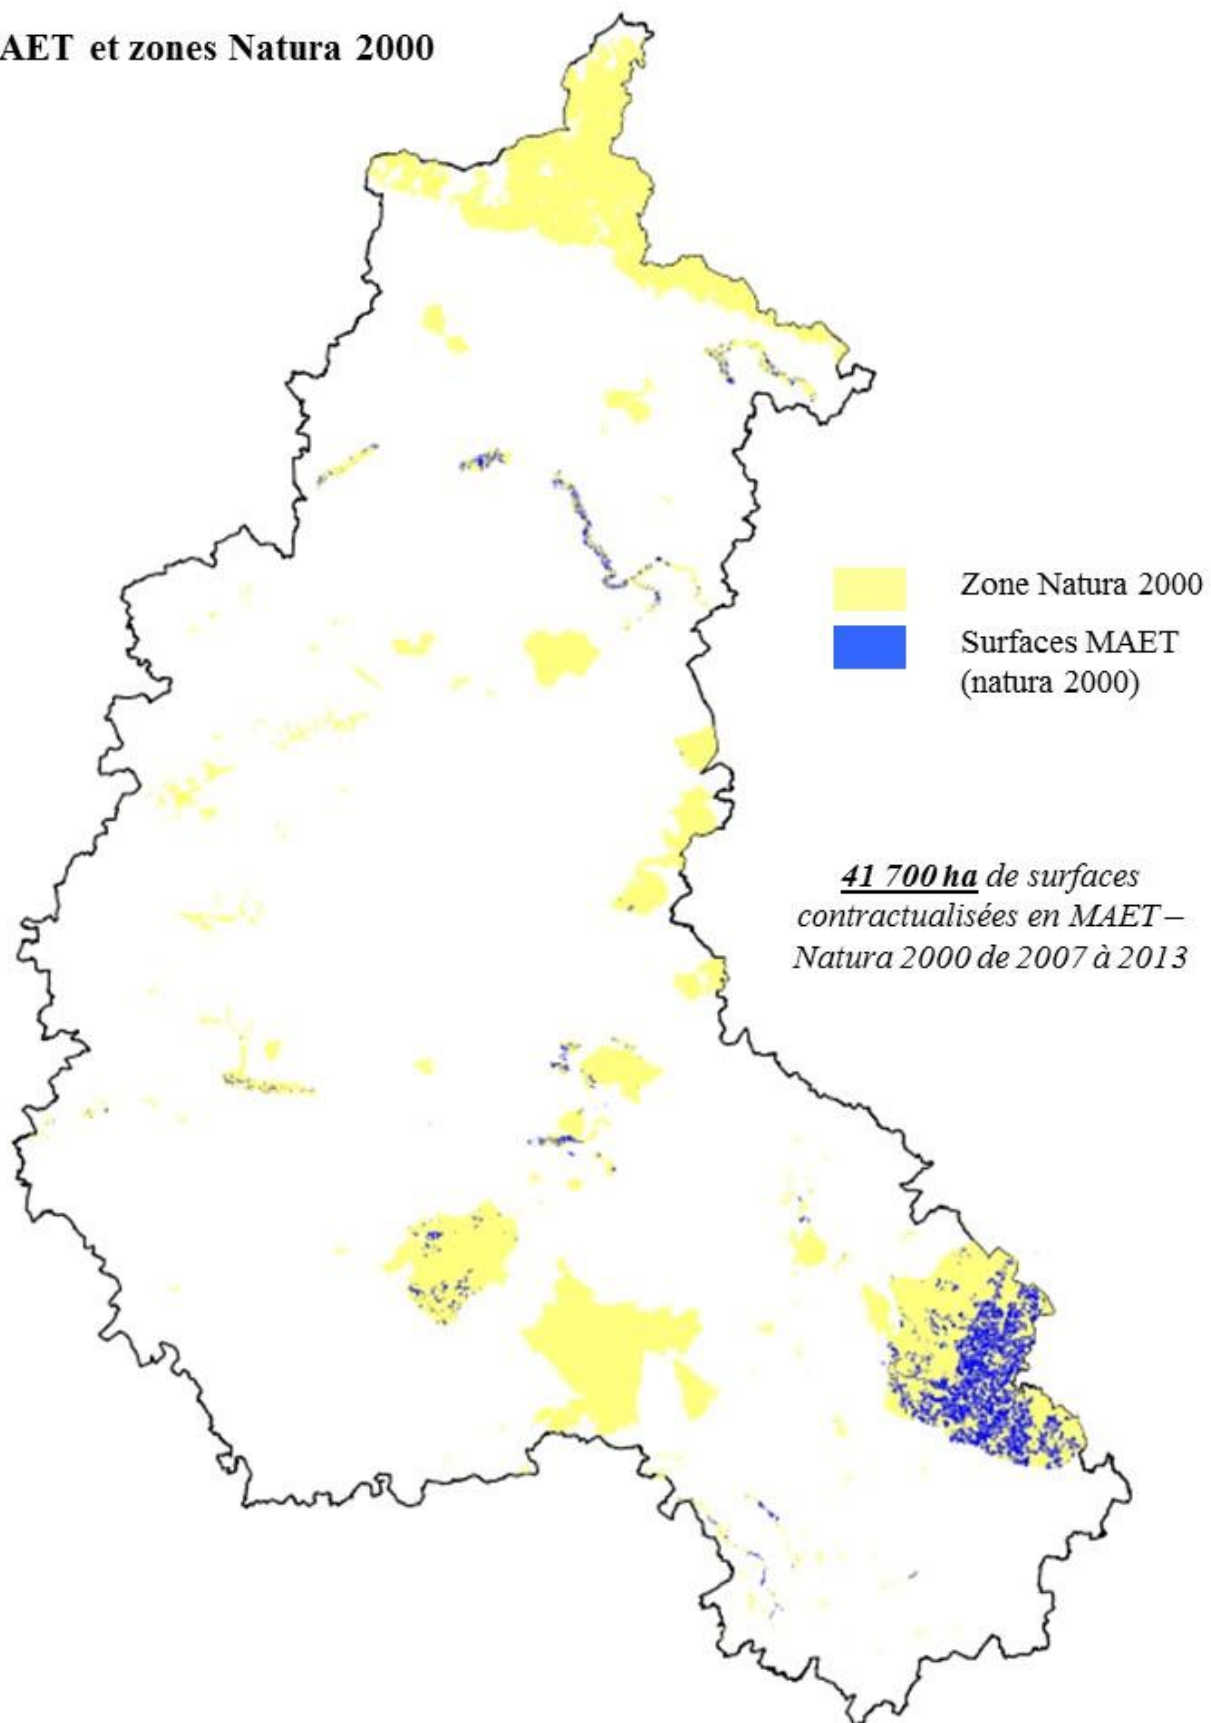 AET et zones Natura 2000
Zone Natura 2000
Surfaces MAET
(natura 2000)
41 700 ha de surfaces
contractualisées en MAET –
Natura 2000 de 2007 à 2013